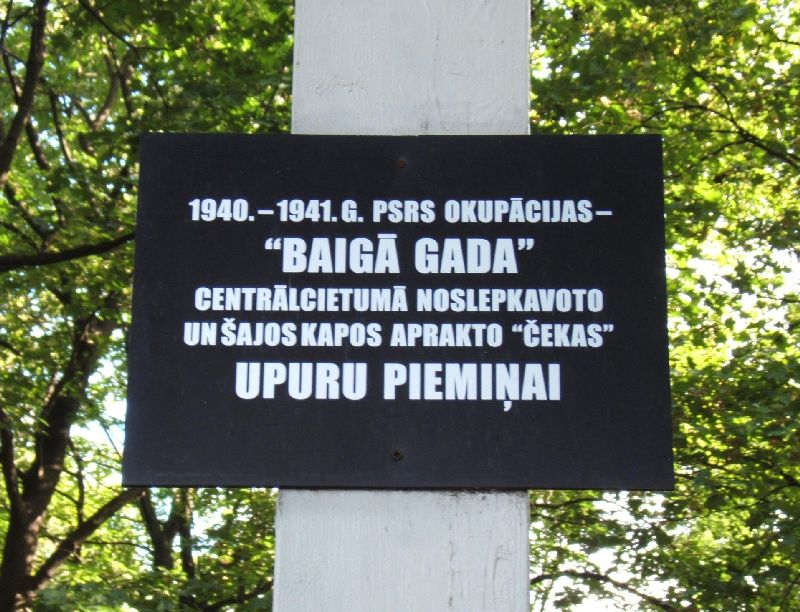 1940.–1941. G. PSRS OKUPĀCIJAS–
“BAIGĀ GADA”
CENTRĀLCIETUMĀ NOSLEPKAVOTO
UN ŠAJOS KAPOS APRAKTO “ČEKAS”
UPURU PIEMIŅAI